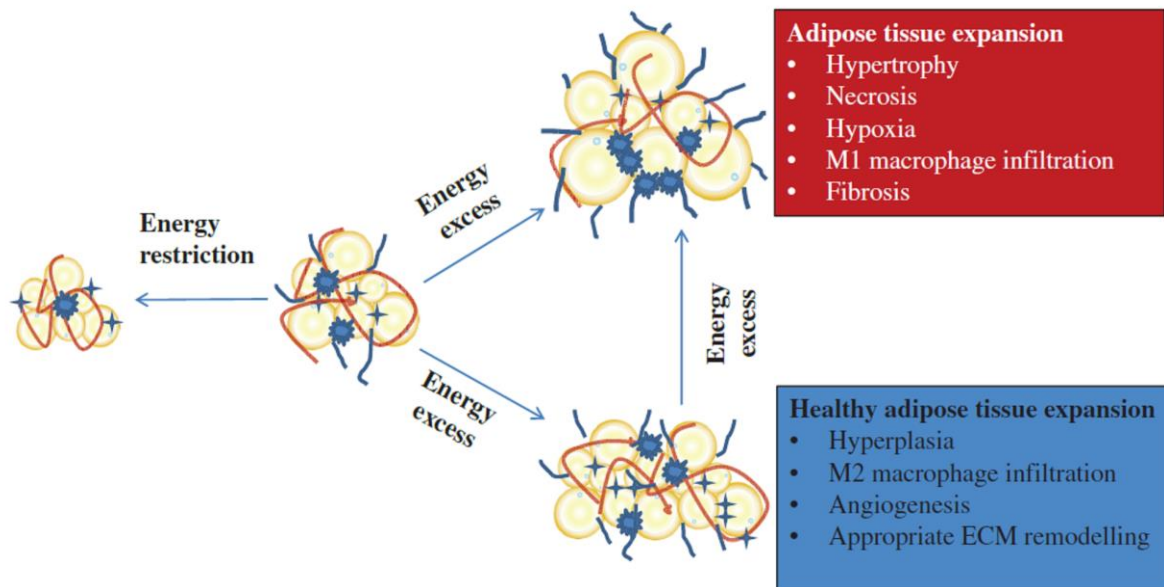 Adipose tissue expansion
• Hypertrophy
• Necrosis
• Hypoxia
• M1 macrophage infiltration
• Fibrosis
Energy
excess
Energy
restriction
Energy
excess
Energy
excess
Healthy adipose tissue expansion
• Hyperplasia
• M2 macrophage infiltration
• Angiogenesis
• Appropriate ECM remodelling